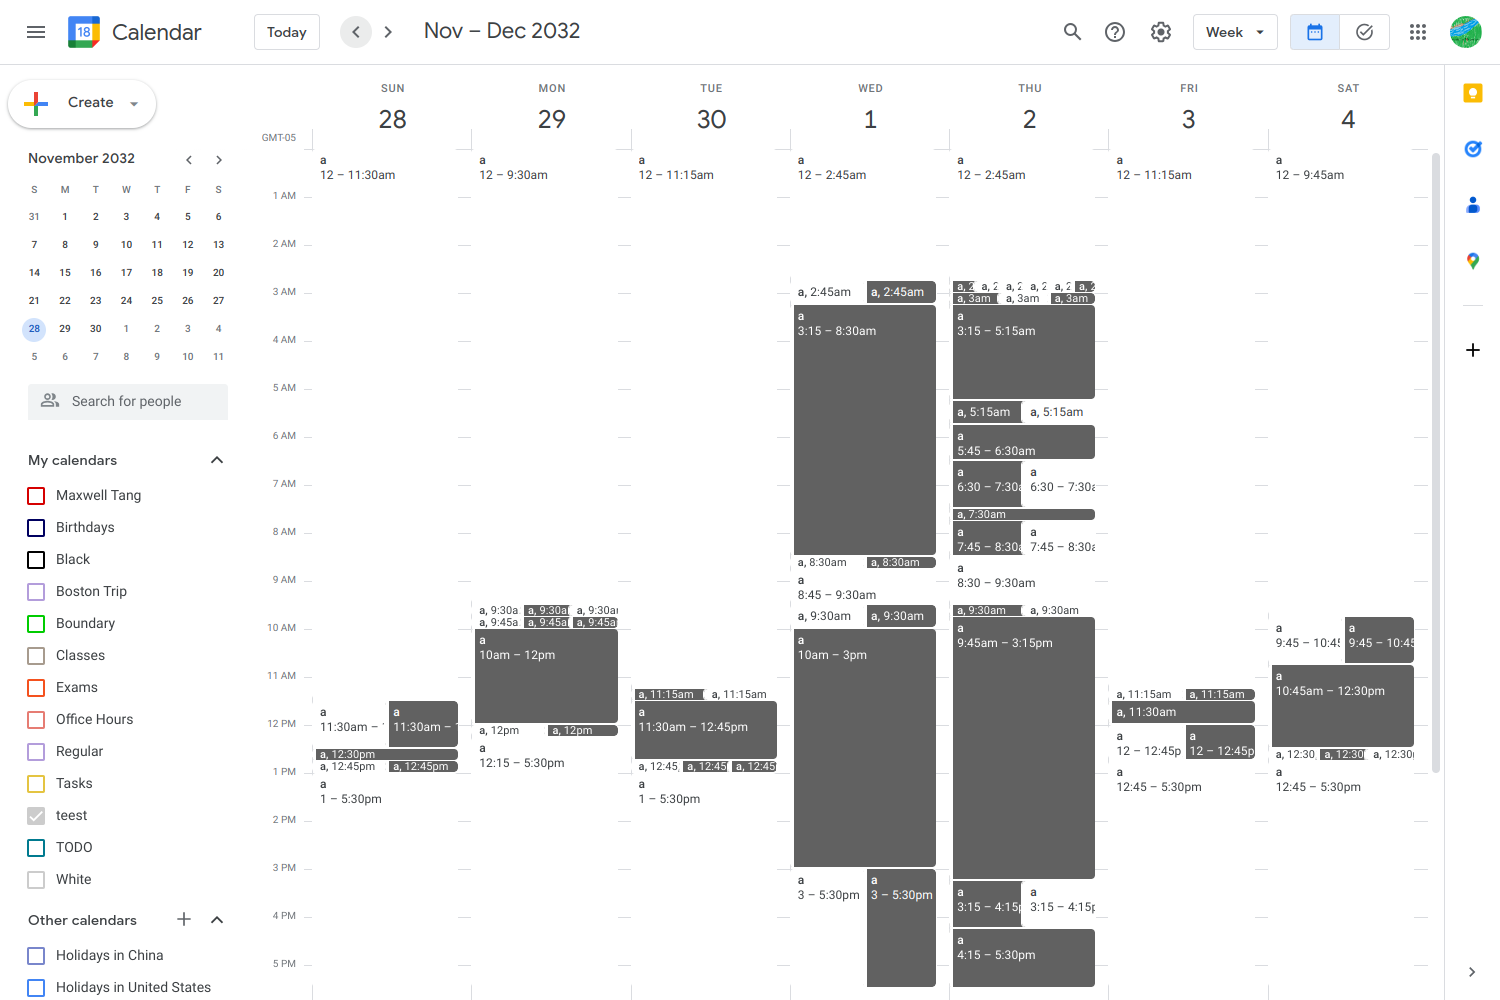 18
Calendar
Today
Nov – Dec 2032
Week
Create
November 2032
S M T W T F S
31 1 2 3 4 5 6
7 8 9 10 11 12 13
14 15 16 17 18 19 20
21 22 23 24 25 26 27
28 29 30 1 2 3 4
5 6 7 8 9 10 11
Search for people
My calendars
Maxwell Tang
Birthdays
Black
Boston Trip
Boundary
Classes
Exams
Office Hours
Regular
Tasks
teest
TODO
White
Other calendars
Holidays in China
Holidays in United States
GMT-05
1 AM
2 AM
3 AM
4 AM
5 AM
6 AM
7 AM
8 AM
9 AM
10 AM
11 AM
12 PM
1 PM
2 PM
3 PM
4 PM
5 PM
SUN
28
a
12 – 11:30am
a
11:30am –
a
11:30am –
a, 12:30pm
a, 12:45pm
a, 12:45pm
a
1 – 5:30pm
MON
29
a
12 – 9:30am
a, 9:30a
a, 9:30a
a, 9:30a
a, 9:45a
a, 9:45a
a, 9:45a
a
10am – 12pm
a, 12pm
a, 12pm
a
12:15 – 5:30pm
TUE
30
a
12 – 11:15am
a, 11:15am
a, 11:15am
a
11:30am – 12:45pm
a, 12:45
a, 12:45
a, 12:45
a
1 – 5:30pm
WED
1
a
12 – 2:45am
a, 2:45am
a, 2:45am
a
3:15 – 8:30am
a, 8:30am
a, 8:30am
a
8:45 – 9:30am
a, 9:30am
a, 9:30am
a
10am – 3pm
a
3 – 5:30pm
a
3 – 5:30pm
THU
2
a
12 – 2:45am
a, 2
a, 2
a, 2
a, 2
a, 2
a, 2
a, 3am
a, 3am
a, 3am
a
3:15 – 5:15am
a, 5:15am
a, 5:15am
a
5:45 – 6:30am
a
6:30 – 7:30a
a
6:30 – 7:30a
a, 7:30am
a
7:45 – 8:30a
a
7:45 – 8:30a
a
8:30 – 9:30am
a, 9:30am
a, 9:30am
a
9:45am – 3:15pm
a
3:15 – 4:15p
a
3:15 – 4:15p
a
4:15 – 5:30pm
FRI
3
a
12 – 11:15am
a, 11:15am
a, 11:15am
a, 11:30am
a
12 – 12:45p
a
12 – 12:45p
a
12:45 – 5:30pm
SAT
4
a
12 – 9:45am
a
9:45 – 10:45
a
9:45 – 10:45
a
10:45am – 12:30pm
a, 12:30
a, 12:30
a, 12:30
a
12:45 – 5:30pm